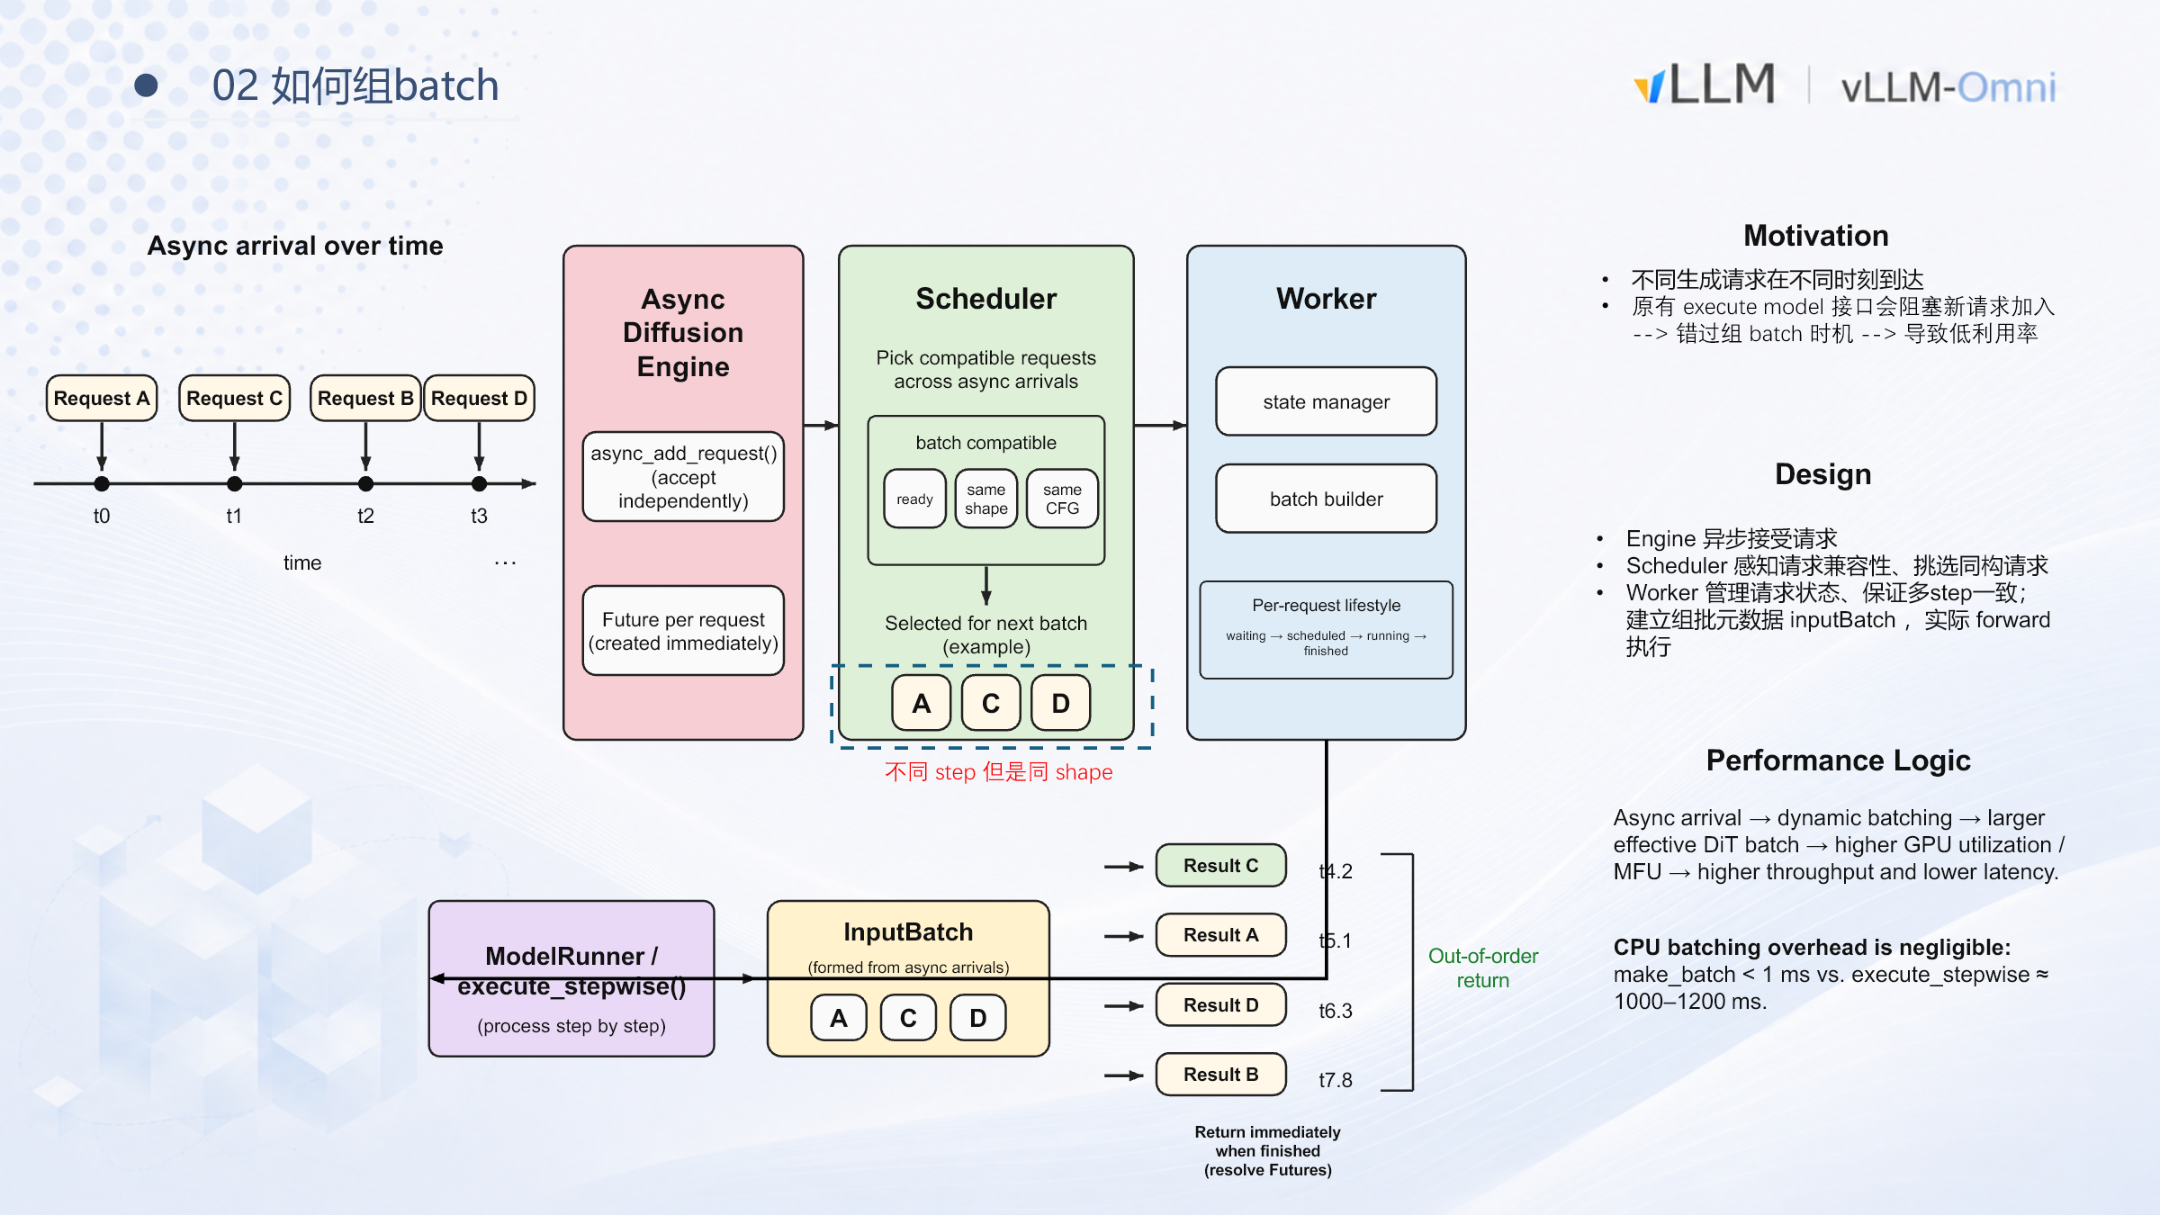 02 如何组batch
vLLM
vLLM-Omni
Async arrival over time
Request A
Request C
Request B
Request D
t0
t1
t2
t3
time
...
Async
Diffusion
Engine
async_add_request()
(accept
independently)
Future per request
(created immediately)
Scheduler
Pick compatible requests
across async arrivals
batch compatible
ready
same
shape
same
CFG
Selected for next batch
(example)
A
C
D
不同 step 但是同 shape
Worker
state manager
batch builder
Per-request lifestyle
waiting → scheduled → running →
finished
ModelRunner /
execute_stepwise()
(process step by step)
InputBatch
(formed from async arrivals)
A
C
D
Result C
t4.2
Result A
t5.1
Result D
t6.3
Result B
t7.8
Out-of-order
return
Return immediately
when finished
(resolve Futures)
Motivation
• 不同生成请求在不同时刻到达
• 原有 execute model 接口会阻塞新请求加入
--> 错过组 batch 时机 --> 导致低利用率
Design
• Engine 异步接受请求
• Scheduler 感知请求兼容性、挑选同构请求
• Worker 管理请求状态、保证多step一致；
建立组批元数据 inputBatch ，实际 forward
执行
Performance Logic
Async arrival → dynamic batching → larger
effective DiT batch → higher GPU utilization /
MFU → higher throughput and lower latency.
CPU batching overhead is negligible:
make_batch < 1 ms vs. execute_stepwise ≈
1000–1200 ms.